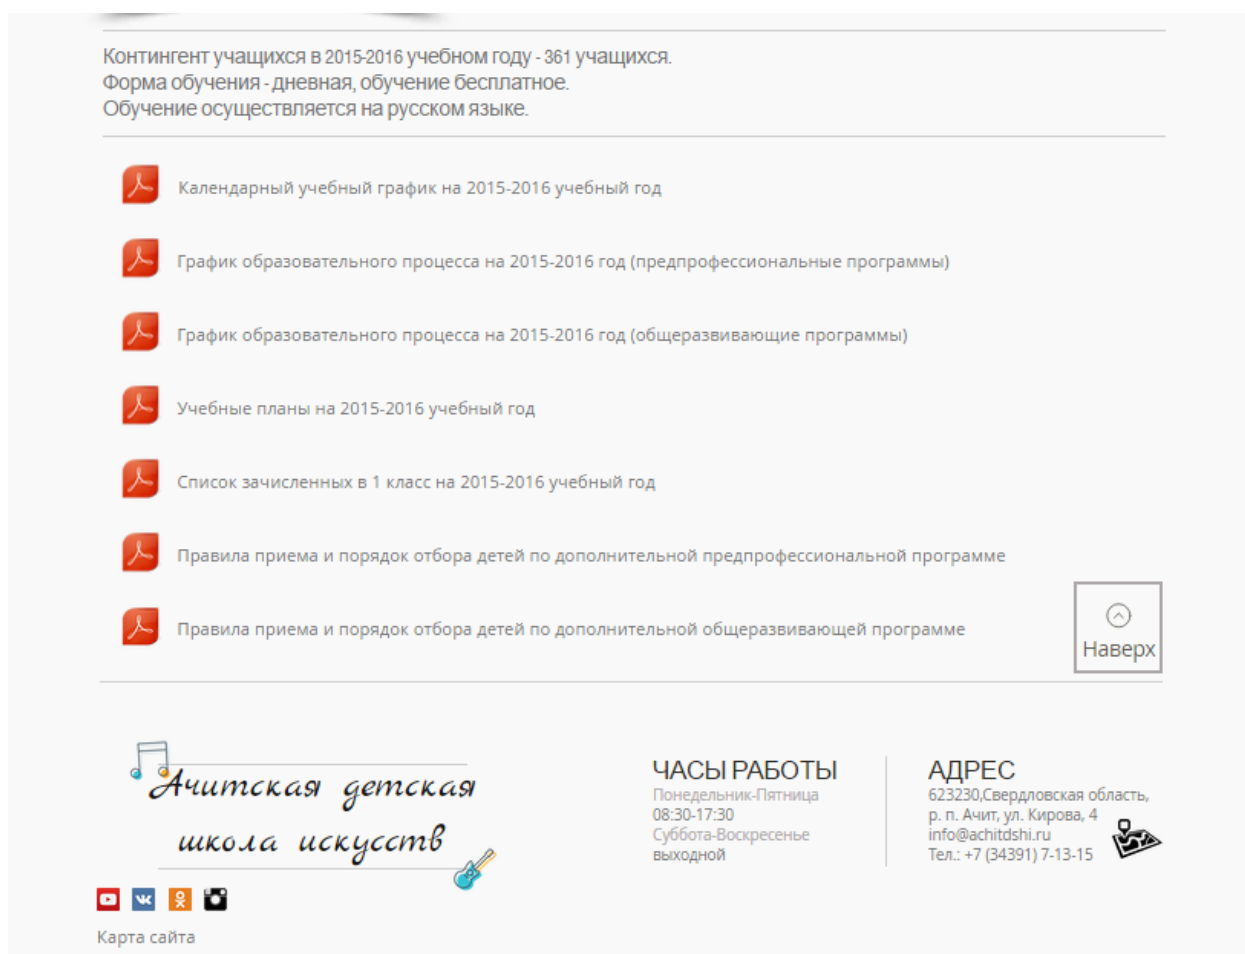 Контингент учащихся в 2015-2016 учебном году - 361 учащихся.
Форма обучения - дневная, обучение бесплатное.
Обучение осуществляется на русском языке.
Календарный учебный график на 2015-2016 учебный год
График образовательного процесса на 2015-2016 год (предпрофессиональные программы)
График образовательного процесса на 2015-2016 год (общеразвивающие программы)
Учебные планы на 2015-2016 учебный год
Список зачисленных в 1 класс на 2015-2016 учебный год
Правила приема и порядок отбора детей по дополнительной предпрофессиональной программе
Правила приема и порядок отбора детей по дополнительной общеразвивающей программе
Наверх
Ачитская детская
школа искусств
ЧАСЫ РАБОТЫ
Понедельник-Пятница
08:30-17:30
Суббота-Воскресенье
выходной
АДРЕС
623230,Свердловская область,
р. п. Ачит, ул. Кирова, 4
info@achitdshi.ru
Тел.: +7 (34391) 7-13-15
Карта сайта